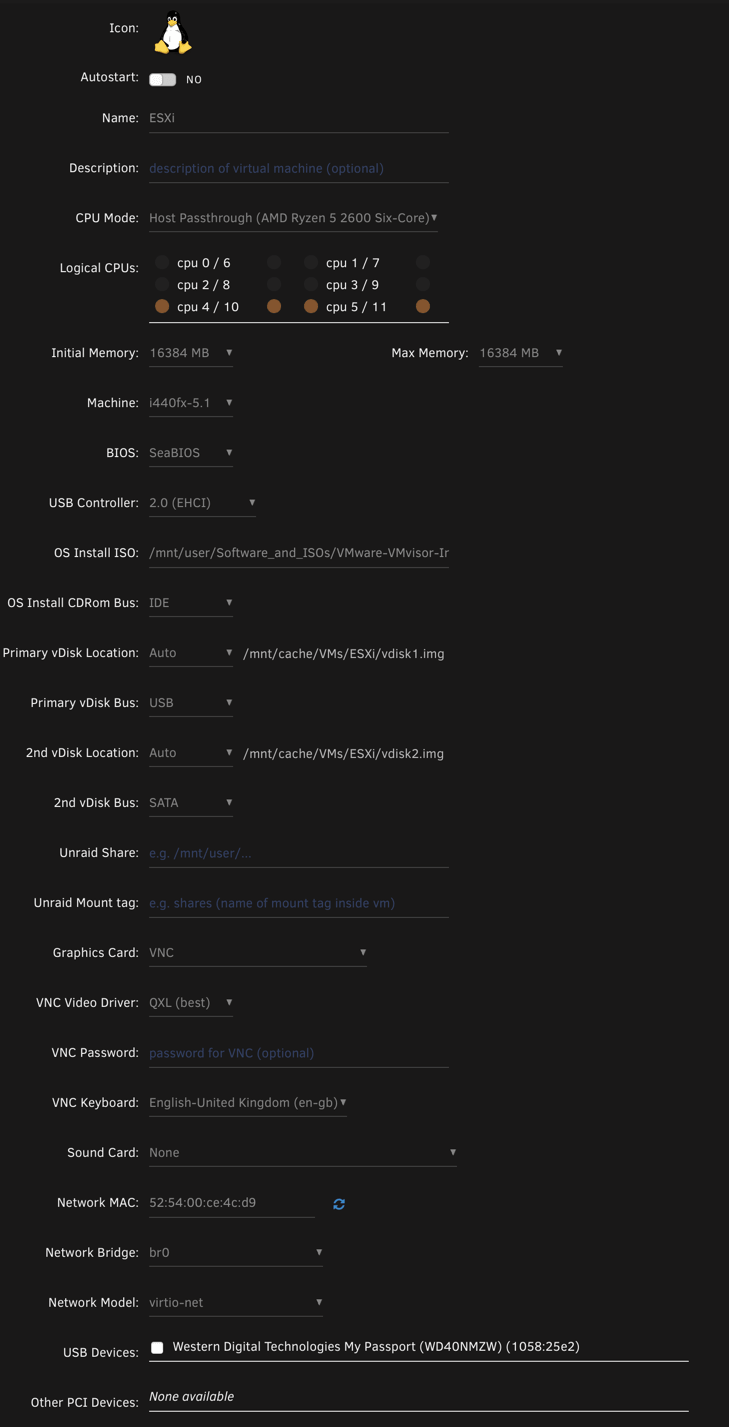 Icon:
Autostart: NO
Name: ESXi
Description: description of virtual machine (optional)
CPU Mode: Host Passthrough (AMD Ryzen 5 2600 Six-Core)
Logical CPUs: cpu 0 / 6 cpu 1 / 7
cpu 2 / 8 cpu 3 / 9
cpu 4 / 10 cpu 5 / 11
Initial Memory: 16384 MB Max Memory: 16384 MB
Machine: i440fx-5.1
BIOS: SeaBIOS
USB Controller: 2.0 (EHCI)
OS Install ISO: /mnt/user/Software_and_ISOs/VMware-VMvisor-Ir
OS Install CDRom Bus: IDE
Primary vDisk Location: Auto /mnt/cache/VMs/ESXi/vdisk1.img
Primary vDisk Bus: USB
2nd vDisk Location: Auto /mnt/cache/VMs/ESXi/vdisk2.img
2nd vDisk Bus: SATA
Unraid Share: e.g. /mnt/user/...
Unraid Mount tag: e.g. shares (name of mount tag inside vm)
Graphics Card: VNC
VNC Video Driver: QXL (best)
VNC Password: password for VNC (optional)
VNC Keyboard: English-United Kingdom (en-gb)
Sound Card: None
Network MAC: 52:54:00:ce:4c:d9
Network Bridge: br0
Network Model: virtio-net
USB Devices: Western Digital Technologies My Passport (WD40NMZW) (1058:25e2)
Other PCI Devices: None available